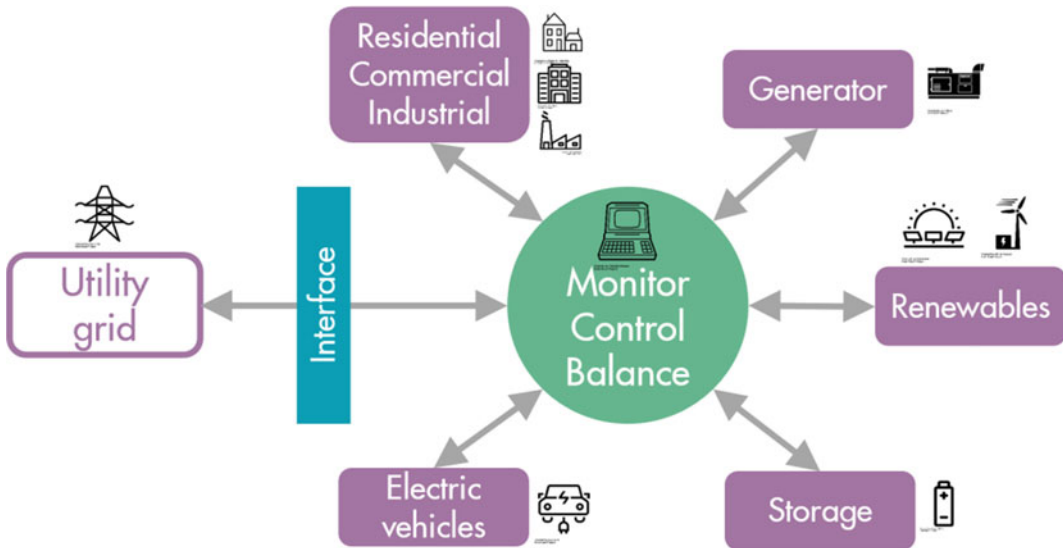 Residential
Commercial
Industrial
Generator
Utility
grid
Interface
Monitor
Control
Balance
Renewables
Electric
vehicles
Storage